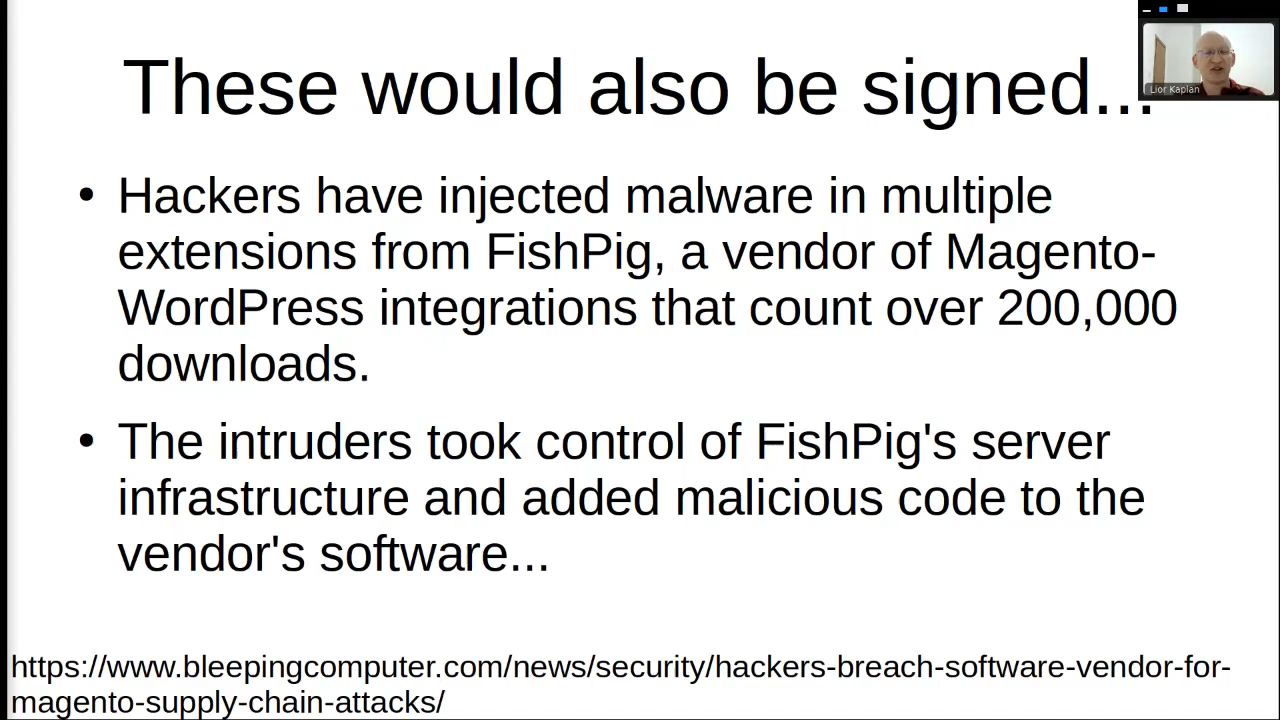 These would also be signed...
Lior Kaplan
• Hackers have injected malware in multiple
extensions from FishPig, a vendor of Magento-
WordPress integrations that count over 200,000
downloads.
• The intruders took control of FishPig's server
infrastructure and added malicious code to the
vendor's software...
https://www.bleepingcomputer.com/news/security/hackers-breach-software-vendor-for-
magento-supply-chain-attacks/